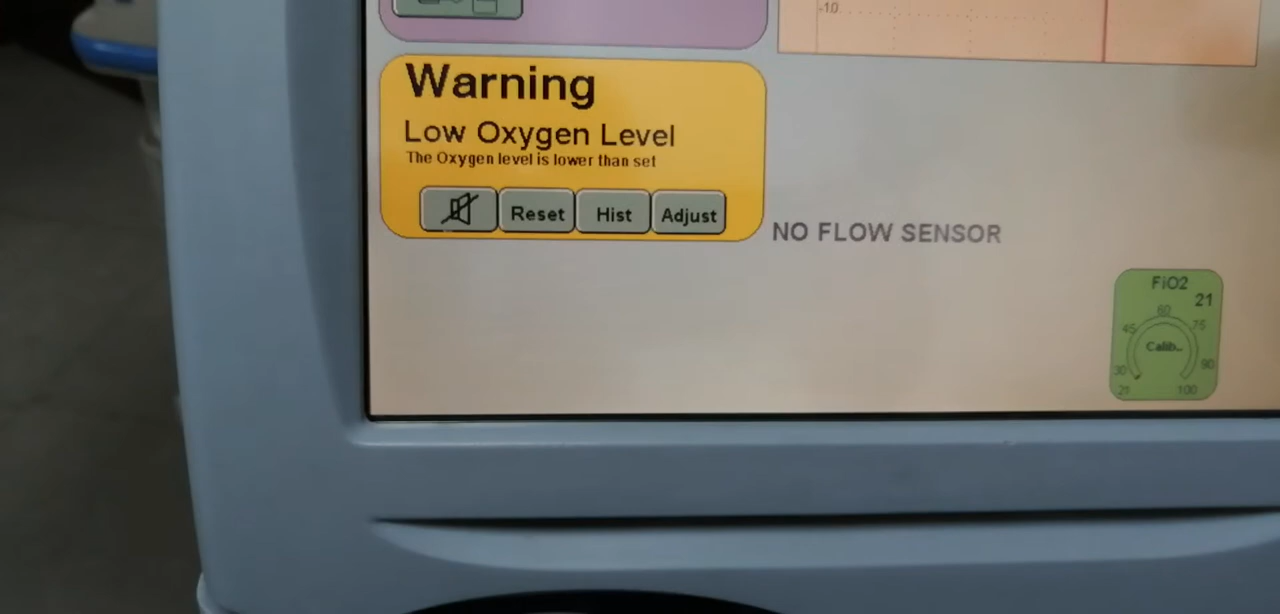 -10
Warning
Low Oxygen Level
The Oxygen level is lower than set
Reset Hist Adjust
NO FLOW SENSOR
FiO2
21
60
45 75
Calib..
30 90
21 100